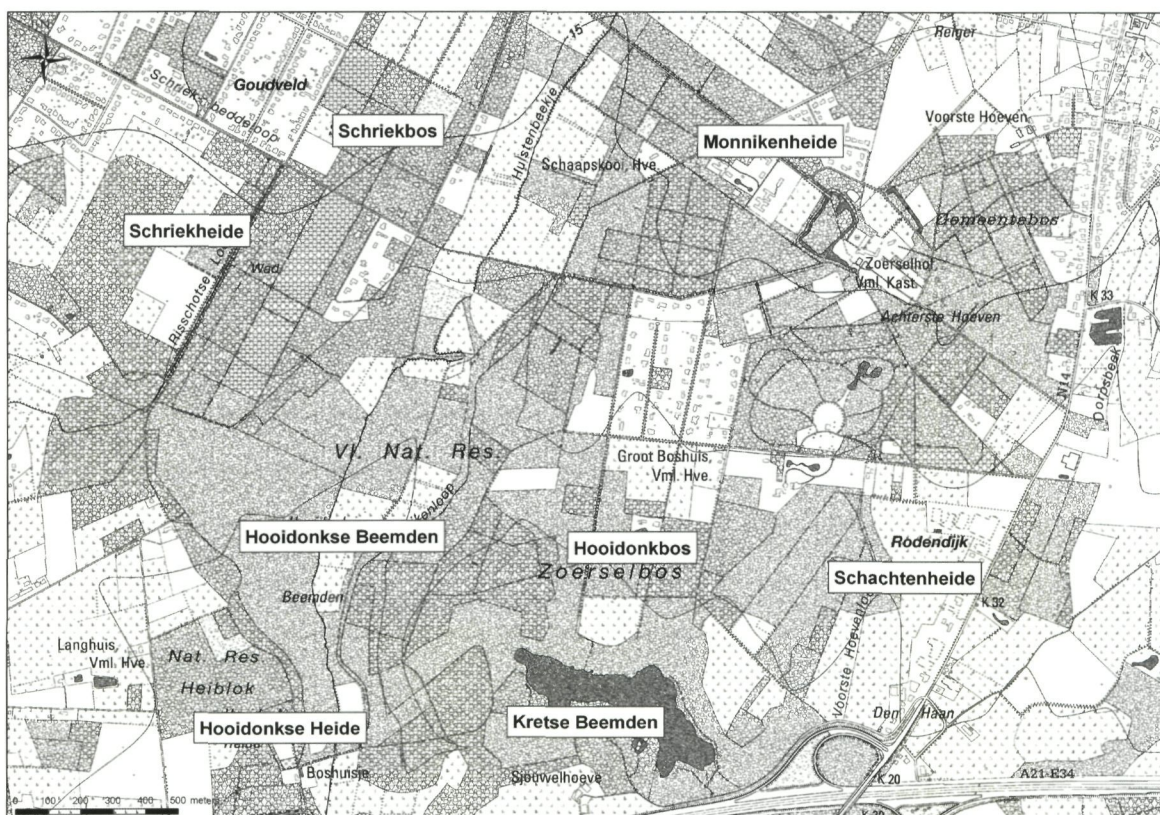 15
Reiger
Goudveld
Schrieksebeddeloop
Voorste Hoeven
Schriekbos
Monnikenheide
Hulstenbeekje
Schaapskooi, Hve.
Schriekheide
Gemeentebos
Wad
Zoerselhof,
Vml. Kast.
Risschotse Loop
K 33
Achterste Hoeven
Dorpsbeek
N14
Vl. Nat. Res.
Groot Boshuis,
Vml. Hve.
Hooidonkse Beemden
Hooidonkbos
Rodendijk
Zoerselbos
Schachtenheide
Beemden
K 32
Langhuis,
Vml. Hve.
Nat Res
Heiblok
Voorste Hoevenloop
Den Haan
Hooidonkse Heide
Kretse Beemden
Boshuisje
Sjouwelhoeve
K 20
A21-E34
0 100 200 300 400 500 meters